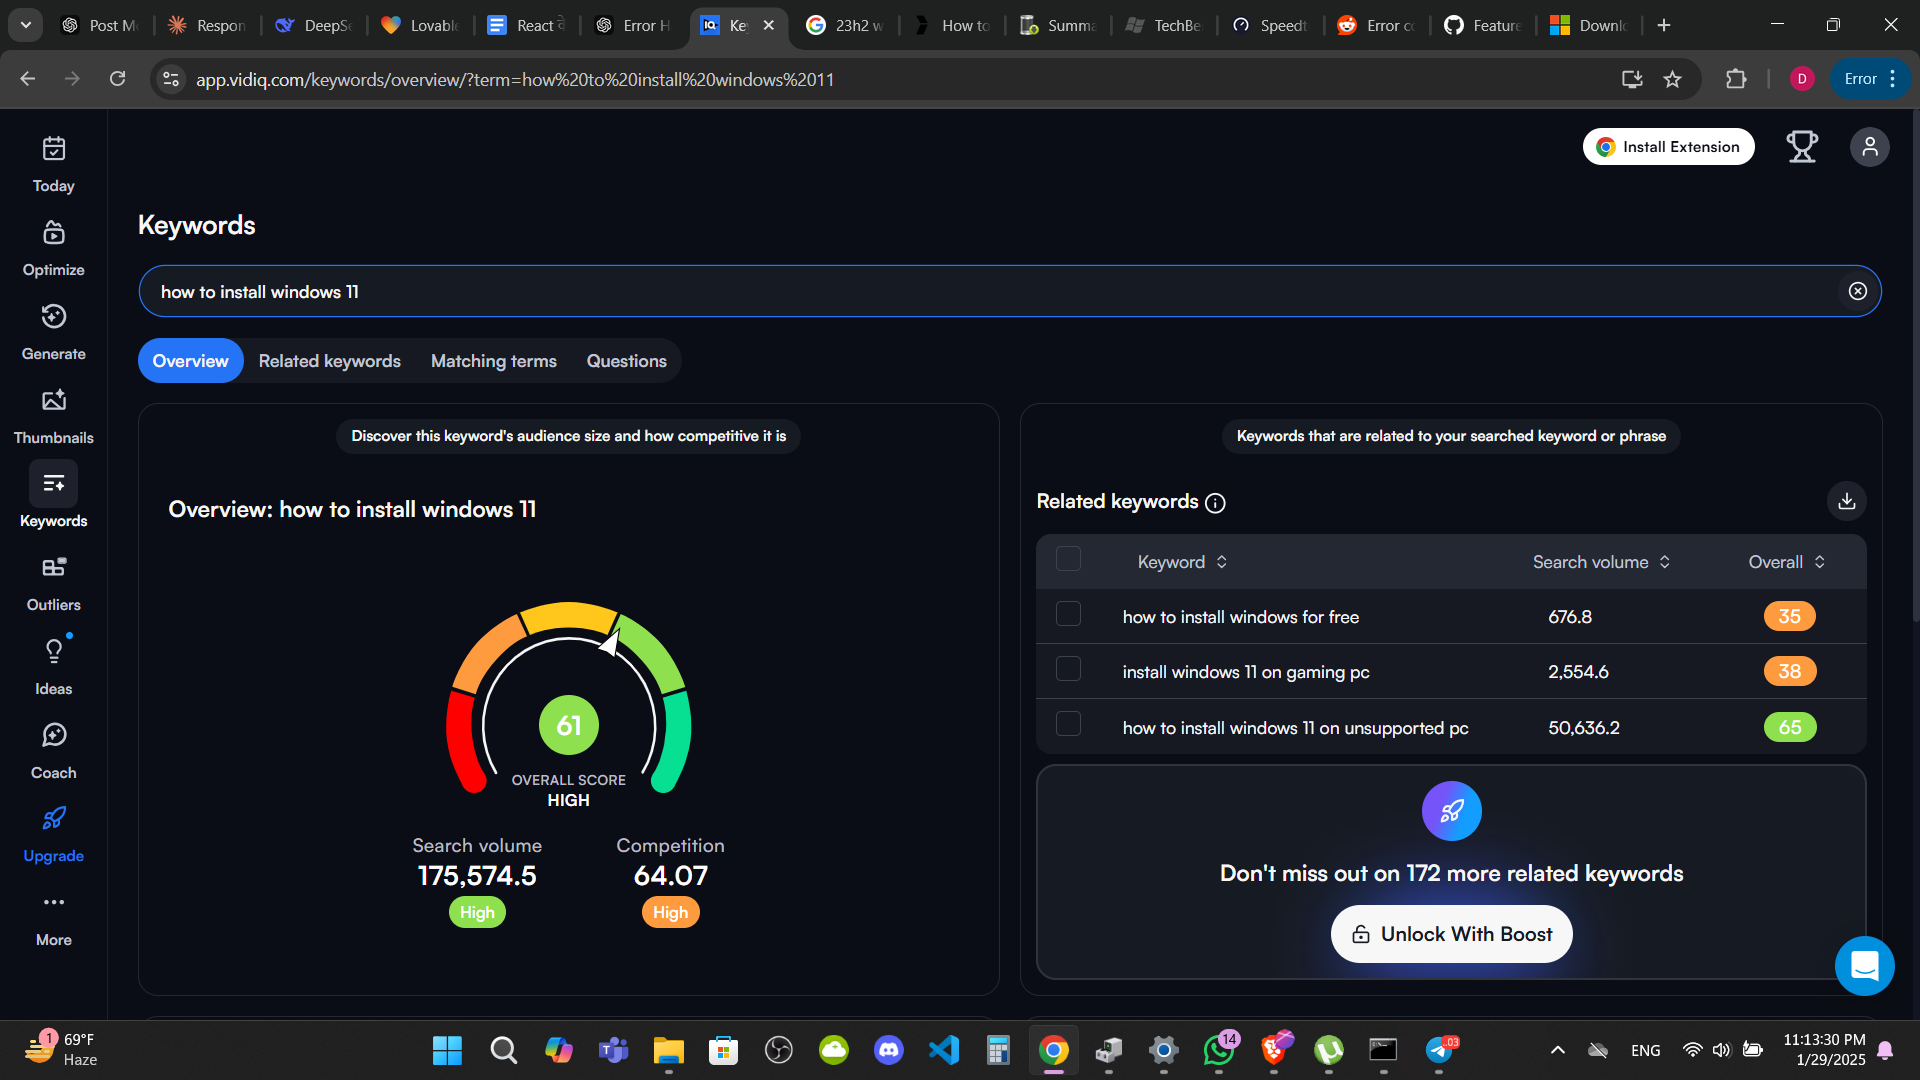 Post Mo
Respon
DeepSe
Lovable
React
Error H
Ke
23h2 w
How to
Summa
TechBe
Speedt
Error co
Feature
Downlo
app.vidiq.com/keywords/overview/?term=how%20to%20install%20windows%2011
D
Error
Install Extension
Today
Optimize
Generate
Thumbnails
Keywords
Outliers
Ideas
Coach
Upgrade
More
Keywords
how to install windows 11
Overview
Related keywords
Matching terms
Questions
Discover this keyword's audience size and how competitive it is
Overview: how to install windows 11
61
OVERALL SCORE
HIGH
Search volume
175,574.5
High
Competition
64.07
High
Keywords that are related to your searched keyword or phrase
Related keywords
Keyword Search volume Overall
how to install windows for free 676.8 35
install windows 11 on gaming pc 2,554.6 38
how to install windows 11 on unsupported pc 50,636.2 65
Don't miss out on 172 more related keywords
Unlock With Boost
1
69°F
Haze
14
.03
ENG
11:13:30 PM
1/29/2025